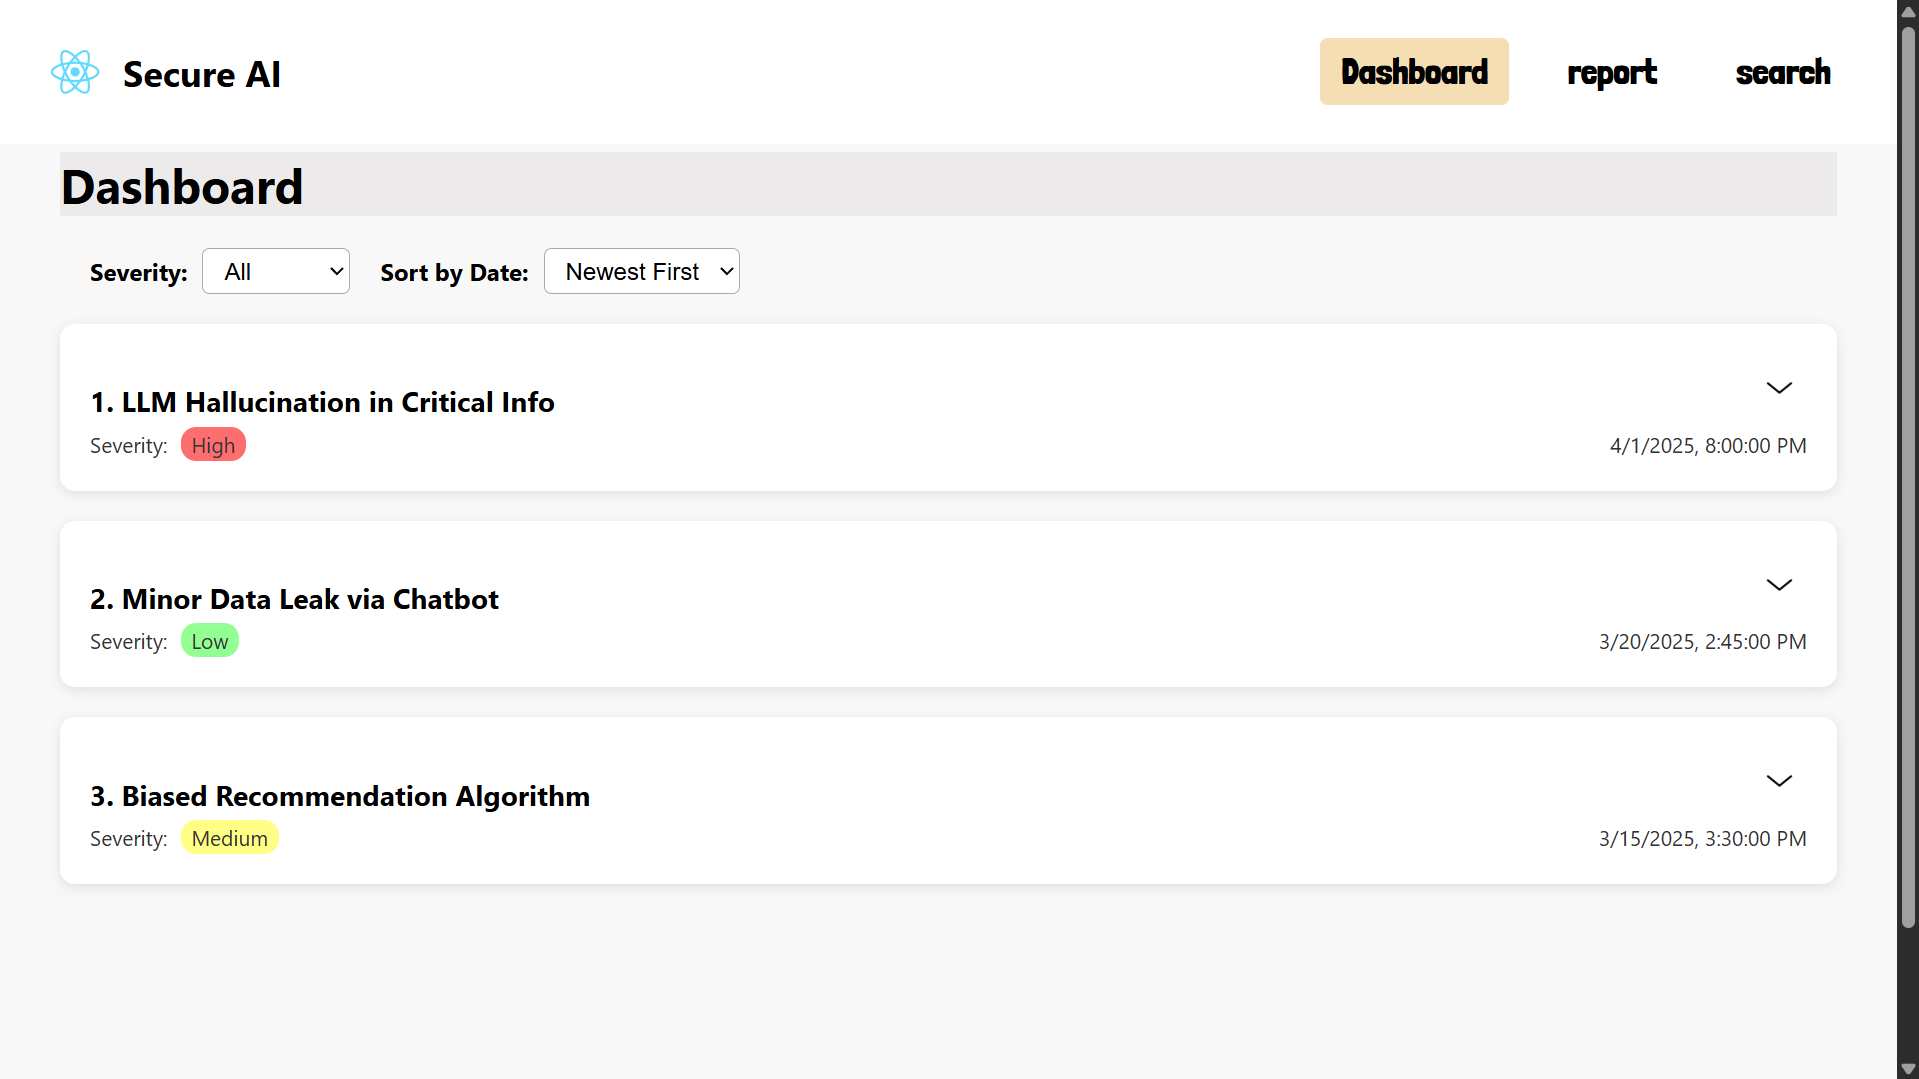 Secure AI
Dashboard report search
Dashboard
Severity: All Sort by Date: Newest First
1. LLM Hallucination in Critical Info
Severity: High 4/1/2025, 8:00:00 PM
2. Minor Data Leak via Chatbot
Severity: Low 3/20/2025, 2:45:00 PM
3. Biased Recommendation Algorithm
Severity: Medium 3/15/2025, 3:30:00 PM